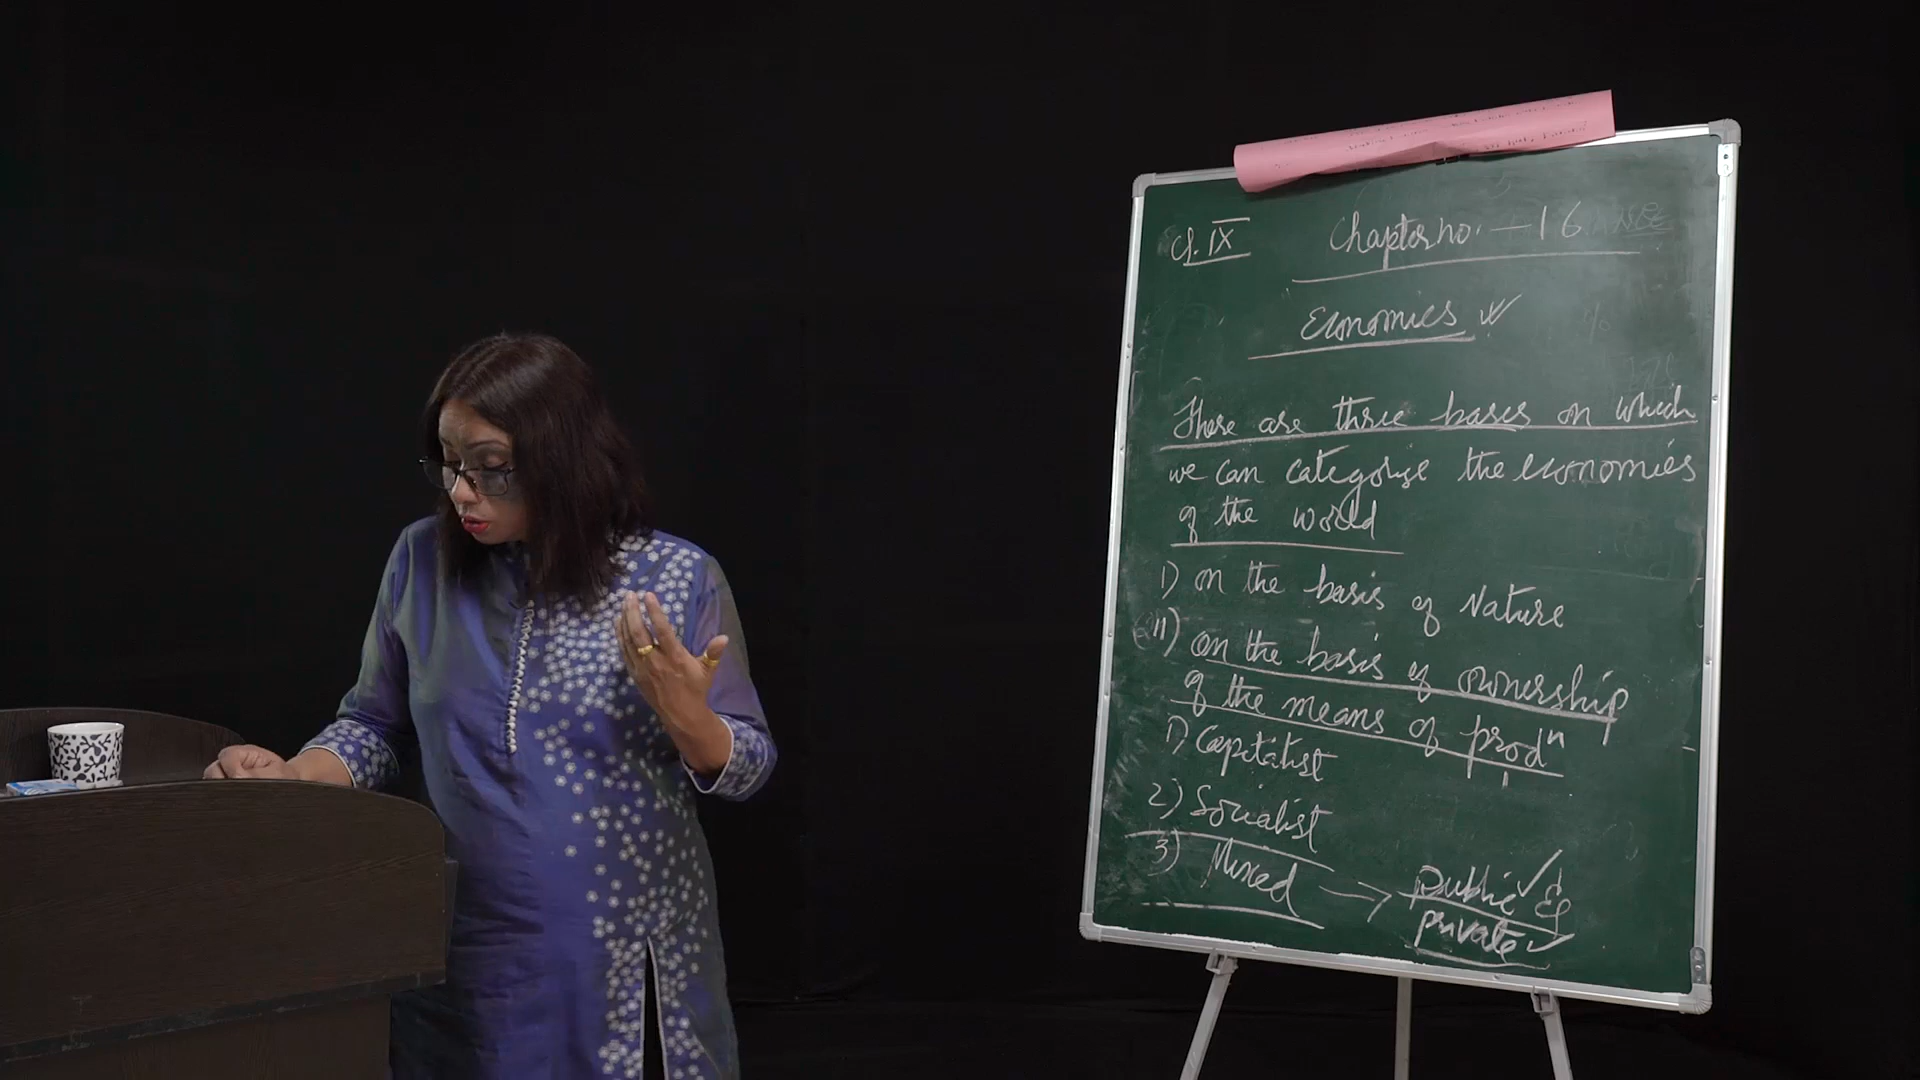 Cl. IX
Chapter no. — 16
Economics
There are three bases on which
we can categorise the economies
of the world
1) on the basis of Nature
11) on the basis of ownership
of the means of prodⁿ
1) Capitalist
2) Socialist
3) Mixed → Public &
private